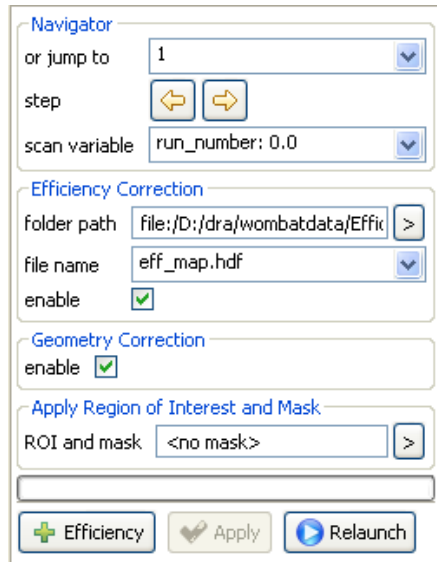 Navigator
or jump to 1
step
scan variable run_number: 0.0
Efficiency Correction
folder path file:/D:/dra/wombatdata/Effic >
file name eff_map.hdf
enable
Geometry Correction
enable
Apply Region of Interest and Mask
ROI and mask <no mask> >
Efficiency Apply Relaunch